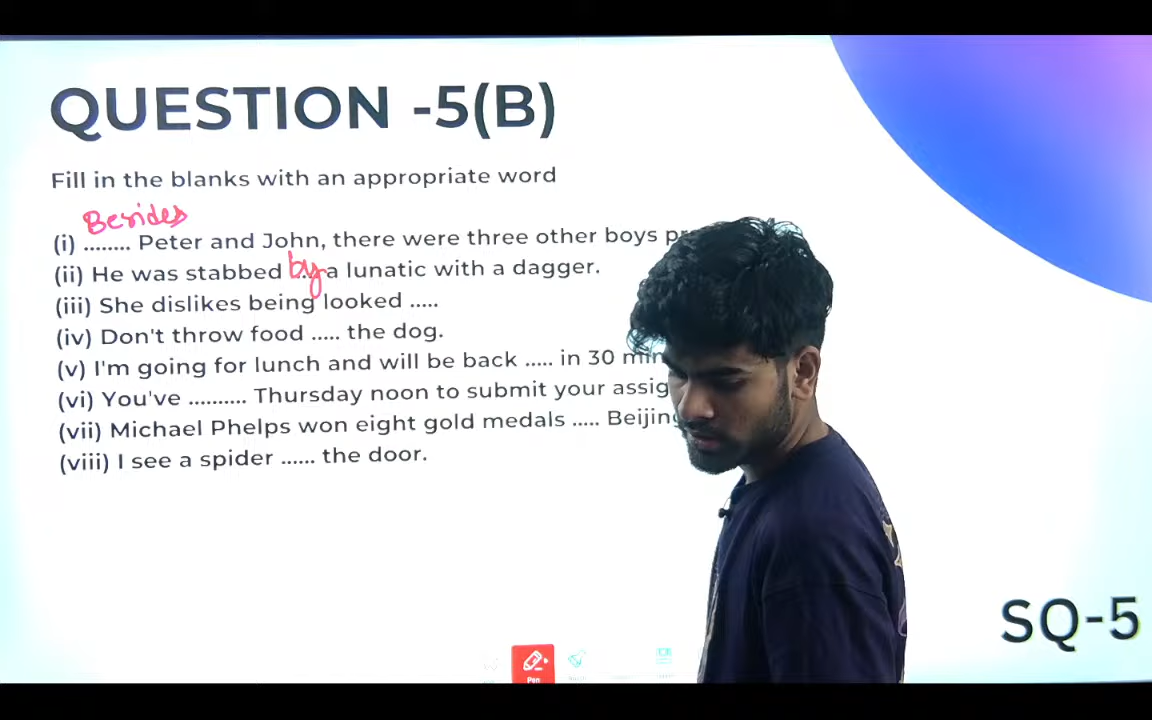 QUESTION -5(B)
Fill in the blanks with an appropriate word
Besides
(i) ........ Peter and John, there were three other boys
(ii) He was stabbed by a lunatic with a dagger.
(iii) She dislikes being looked .....
(iv) Don't throw food ..... the dog.
(v) I'm going for lunch and will be back ..... in 30
(vi) You've .......... Thursday noon to submit your
(vii) Michael Phelps won eight gold medals ..... Beijing
(viii) I see a spider ...... the door.
SQ-5
Pen